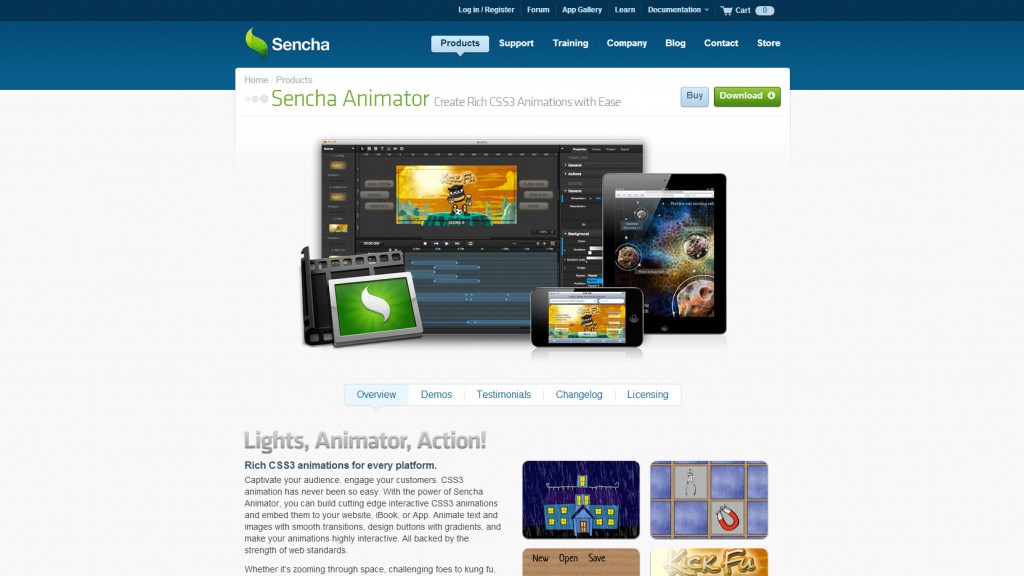 Log in / Register Forum App Gallery Learn Documentation Cart 0
Sencha
Products Support Training Company Blog Contact Store
Home / Products
Sencha Animator Create Rich CSS3 Animations with Ease
Buy Download
KICK FU
Overview Demos Testimonials Changelog Licensing
Lights, Animator, Action!
Rich CSS3 animations for every platform.
Captivate your audience, engage your customers. CSS3
animation has never been so easy. With the power of Sencha
Animator, you can build cutting edge interactive CSS3 animations
and embed them to your website, iBook, or App. Animate text and
images with smooth transitions, design buttons with gradients, and
make your animations highly interactive. All backed by the
strength of web standards.
Whether it's zooming through space, challenging foes to kung fu,
New Open Save
KICK FU